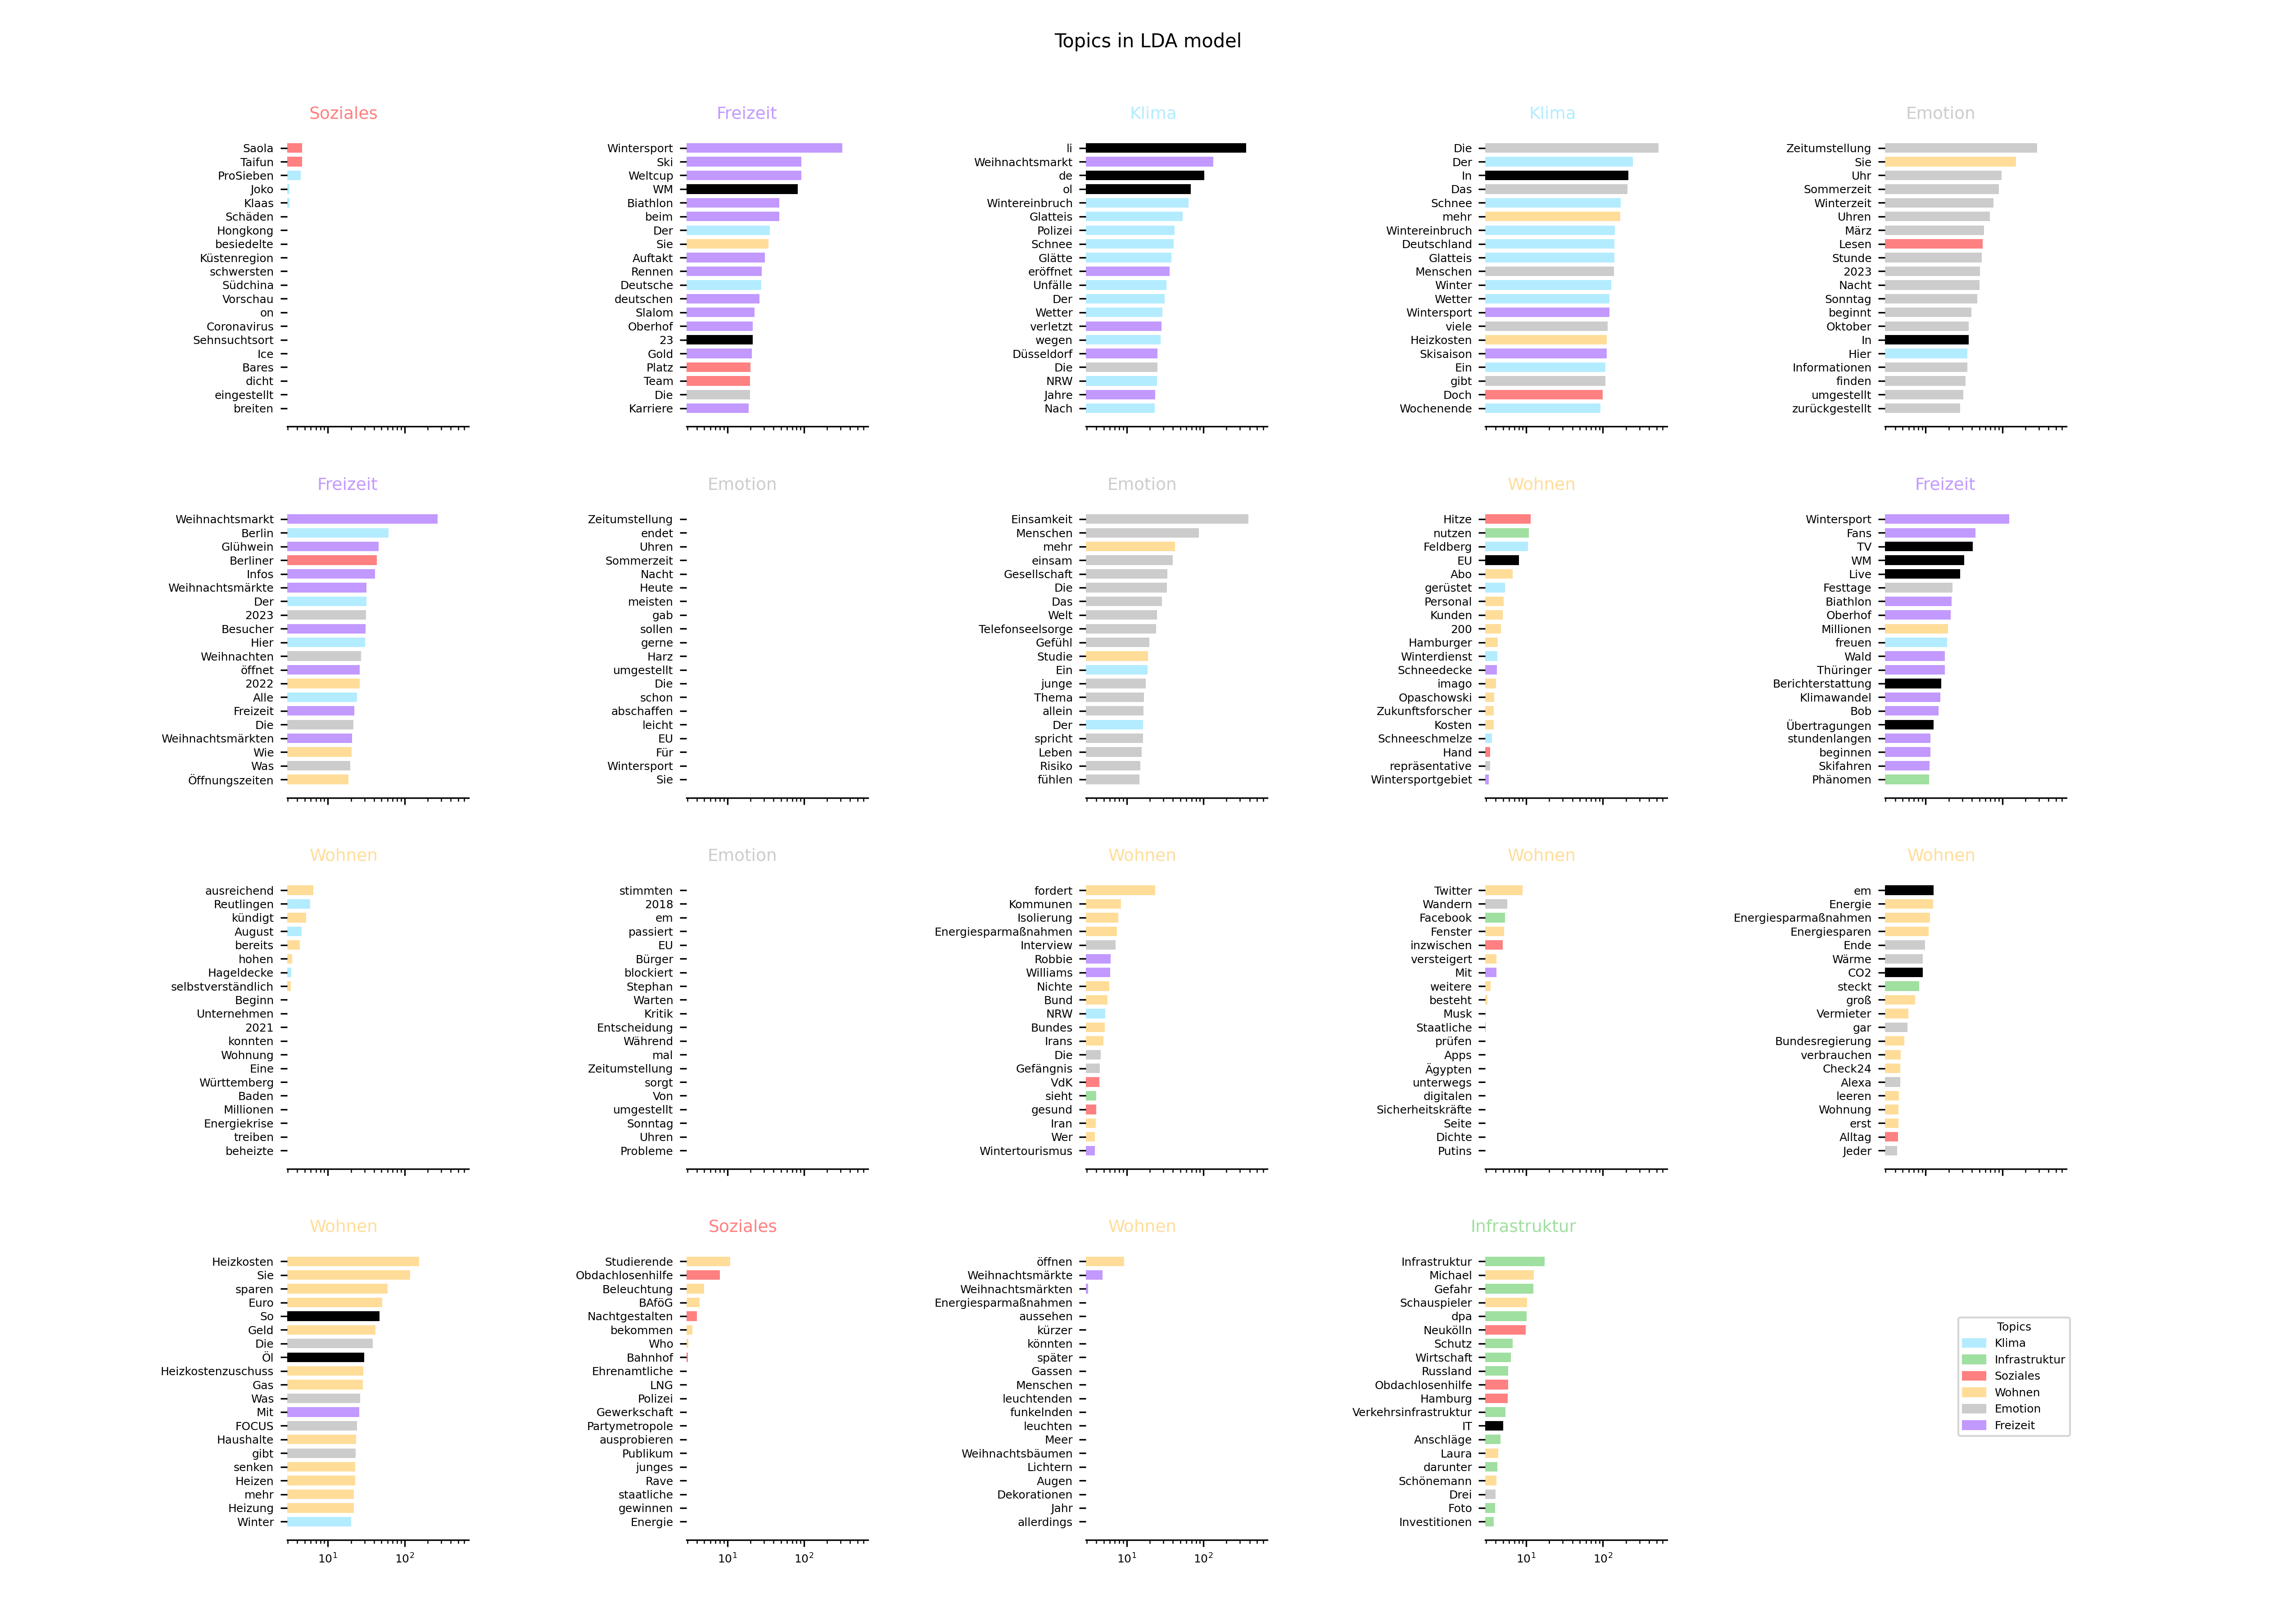 Topics in LDA model
Soziales
Saola
Taifun
ProSieben
Joko
Klaas
Schäden
Hongkong
besiedelte
Küstenregion
schwersten
Südchina
Vorschau
on
Coronavirus
Sehnsuchtsort
Ice
Bares
dicht
eingestellt
breiten
Freizeit
Wintersport
Ski
Weltcup
WM
Biathlon
beim
Der
Sie
Auftakt
Rennen
Deutsche
deutschen
Slalom
Oberhof
23
Gold
Platz
Team
Die
Karriere
Klima
li
Weihnachtsmarkt
de
ol
Wintereinbruch
Glatteis
Polizei
Schnee
Glätte
eröffnet
Unfälle
Der
Wetter
verletzt
wegen
Düsseldorf
Die
NRW
Jahre
Nach
Klima
Die
Der
In
Das
Schnee
mehr
Wintereinbruch
Deutschland
Glatteis
Menschen
Winter
Wetter
Wintersport
viele
Heizkosten
Skisaison
Ein
gibt
Doch
Wochenende
Emotion
Zeitumstellung
Sie
Uhr
Sommerzeit
Winterzeit
Uhren
März
Lesen
Stunde
2023
Nacht
Sonntag
beginnt
Oktober
In
Hier
Informationen
finden
umgestellt
zurückgestellt
Freizeit
Weihnachtsmarkt
Berlin
Glühwein
Berliner
Infos
Weihnachtsmärkte
Der
2023
Besucher
Hier
Weihnachten
öffnet
2022
Alle
Freizeit
Die
Weihnachtsmärkten
Wie
Was
Öffnungszeiten
Emotion
Zeitumstellung
endet
Uhren
Sommerzeit
Nacht
Heute
meisten
gab
sollen
gerne
Harz
umgestellt
Die
schon
abschaffen
leicht
EU
Für
Wintersport
Sie
Emotion
Einsamkeit
Menschen
mehr
einsam
Gesellschaft
Die
Das
Welt
Telefonseelsorge
Gefühl
Studie
Ein
junge
Thema
allein
Der
spricht
Leben
Risiko
fühlen
Wohnen
Hitze
nutzen
Feldberg
EU
Abo
gerüstet
Personal
Kunden
200
Hamburger
Winterdienst
Schneedecke
imago
Opaschowski
Zukunftsforscher
Kosten
Schneeschmelze
Hand
repräsentative
Wintersportgebiet
Freizeit
Wintersport
Fans
TV
WM
Live
Festtage
Biathlon
Oberhof
Millionen
freuen
Wald
Thüringer
Berichterstattung
Klimawandel
Bob
Übertragungen
stundenlangen
beginnen
Skifahren
Phänomen
Wohnen
ausreichend
Reutlingen
kündigt
August
bereits
hohen
Hageldecke
selbstverständlich
Beginn
Unternehmen
2021
konnten
Wohnung
Eine
Württemberg
Baden
Millionen
Energiekrise
treiben
beheizte
Emotion
stimmten
2018
em
passiert
EU
Bürger
blockiert
Stephan
Warten
Kritik
Entscheidung
Während
mal
Zeitumstellung
sorgt
Von
umgestellt
Sonntag
Uhren
Probleme
Wohnen
fordert
Kommunen
Isolierung
Energiesparmaßnahmen
Interview
Robbie
Williams
Nichte
Bund
NRW
Bundes
Irans
Die
Gefängnis
VdK
sieht
gesund
Iran
Wer
Wintertourismus
Wohnen
Twitter
Wandern
Facebook
Fenster
inzwischen
versteigert
Mit
weitere
besteht
Musk
Staatliche
prüfen
Apps
Ägypten
unterwegs
digitalen
Sicherheitskräfte
Seite
Dichte
Putins
Wohnen
em
Energie
Energiesparmaßnahmen
Energiesparen
Ende
Wärme
CO2
steckt
groß
Vermieter
gar
Bundesregierung
verbrauchen
Check24
Alexa
leeren
Wohnung
erst
Alltag
Jeder
Wohnen
Heizkosten
Sie
sparen
Euro
So
Geld
Die
Öl
Heizkostenzuschuss
Gas
Was
Mit
FOCUS
Haushalte
gibt
senken
Heizen
mehr
Heizung
Winter
10¹ 10²
Soziales
Studierende
Obdachlosenhilfe
Beleuchtung
BAföG
Nachtgestalten
bekommen
Who
Bahnhof
Ehrenamtliche
LNG
Polizei
Gewerkschaft
Partymetropole
ausprobieren
Publikum
junges
Rave
staatliche
gewinnen
Energie
10¹ 10²
Wohnen
öffnen
Weihnachtsmärkte
Weihnachtsmärkten
Energiesparmaßnahmen
aussehen
kürzer
könnten
später
Gassen
Menschen
leuchtenden
funkelnden
leuchten
Meer
Weihnachtsbäumen
Lichtern
Augen
Dekorationen
Jahr
allerdings
10¹ 10²
Infrastruktur
Infrastruktur
Michael
Gefahr
Schauspieler
dpa
Neukölln
Schutz
Wirtschaft
Russland
Obdachlosenhilfe
Hamburg
Verkehrsinfrastruktur
IT
Anschläge
Laura
darunter
Schönemann
Drei
Foto
Investitionen
10¹ 10²
Topics
Klima
Infrastruktur
Soziales
Wohnen
Emotion
Freizeit